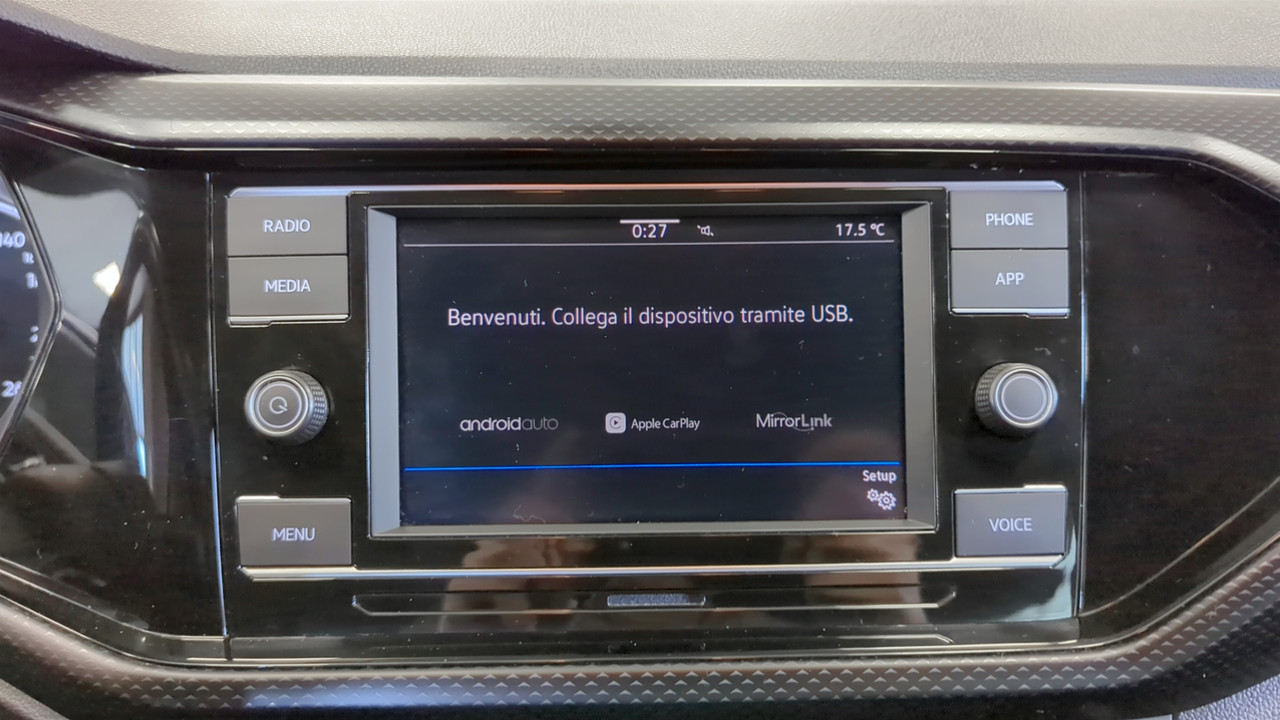 RADIO
MEDIA
MENU
0:27
17.5 °C
Benvenuti. Collega il dispositivo tramite USB.
androidauto
Apple CarPlay
MirrorLink
Setup
PHONE
APP
VOICE